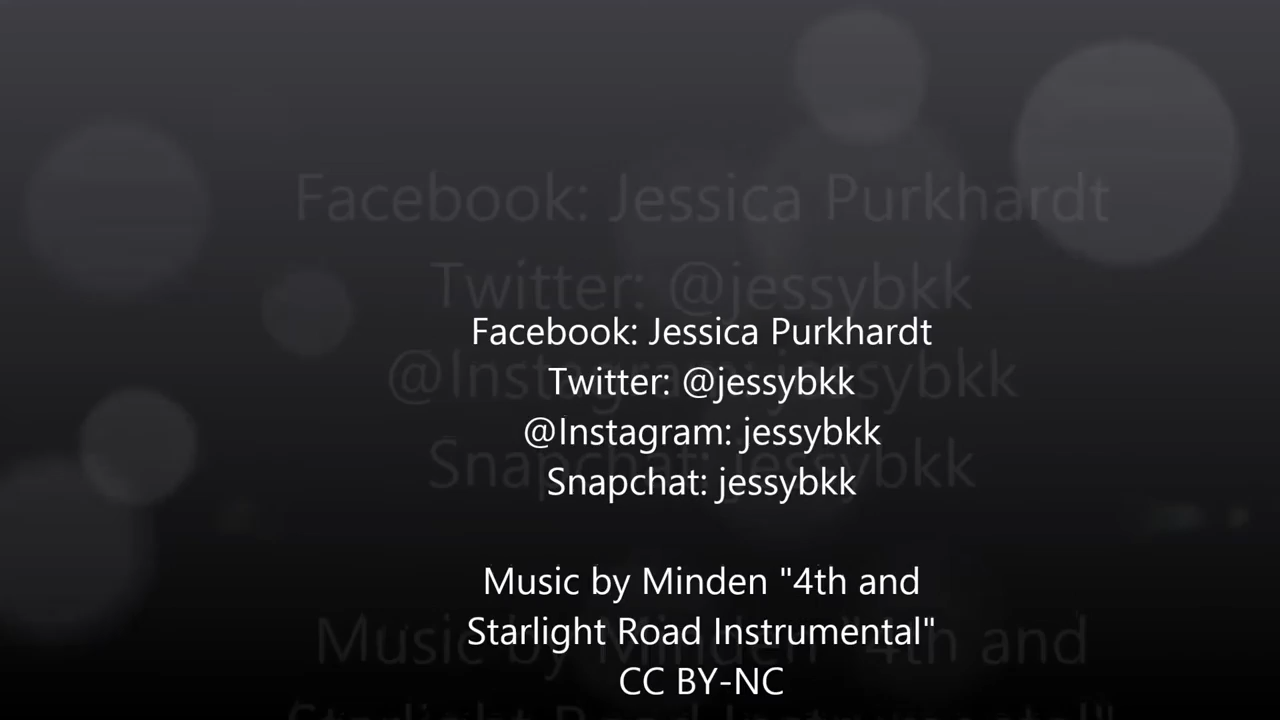 Facebook: Jessica Purkhardt
Twitter: @jessybkk
@Instagram: jessybkk
Snapchat: jessybkk
Music by Minden "4th and
Starlight Road Instrumental"
CC BY-NC